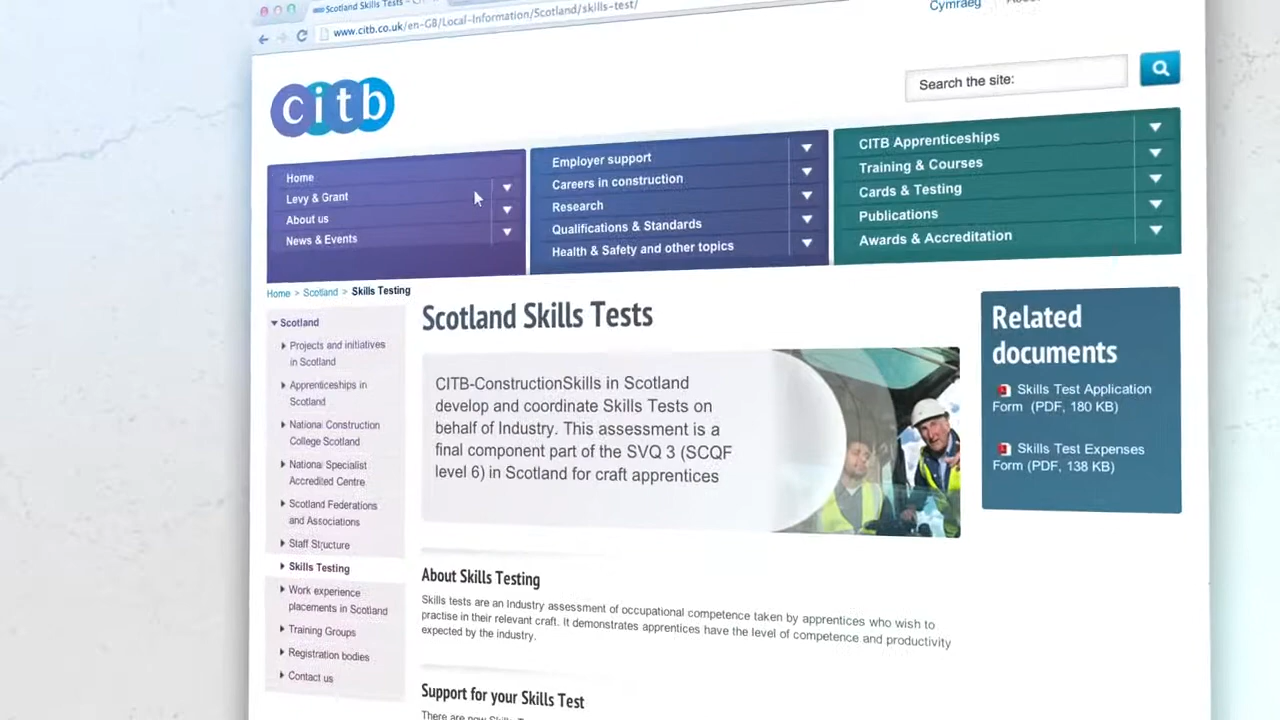 Scotland Skills Tests -
www.citb.co.uk/en-GB/Local-Information/Scotland/skills-test/
Cymraeg
citb
Search the site:
Home
Levy & Grant
About us
News & Events
Employer support
Careers in construction
Research
Qualifications & Standards
Health & Safety and other topics
CITB Apprenticeships
Training & Courses
Cards & Testing
Publications
Awards & Accreditation
Home > Scotland > Skills Testing
Scotland
Projects and initiatives
in Scotland
Apprenticeships in
Scotland
National Construction
College Scotland
National Specialist
Accredited Centre
Scotland Federations
and Associations
Staff Structure
Skills Testing
Work experience
placements in Scotland
Training Groups
Registration bodies
Contact us
Scotland Skills Tests
CITB-ConstructionSkills in Scotland
develop and coordinate Skills Tests on
behalf of Industry. This assessment is a
final component part of the SVQ 3 (SCQF
level 6) in Scotland for craft apprentices
About Skills Testing
Skills tests are an Industry assessment of occupational competence taken by apprentices who wish to
practise in their relevant craft. It demonstrates apprentices have the level of competence and productivity
expected by the industry.
Support for your Skills Test
There are now Skills
Related
documents
Skills Test Application
Form (PDF, 180 KB)
Skills Test Expenses
Form (PDF, 138 KB)